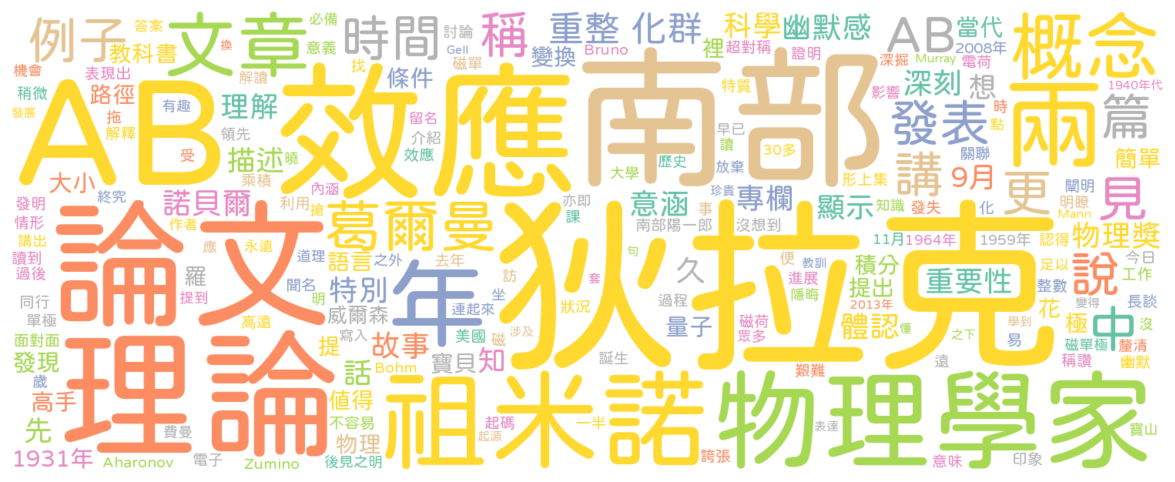 例子 文章 時間 討論 稱 重整 化群 科學 幽默感 AB 當代 概念
必備 答案 換 教科書 意義 Gell 磁單 變換 Bruno 裡 超對稱 證明 2008年 電荷 深掘 Murray
機會 表現出 解讀 找 條件 特質 影響 深刻 想 1940年代
稍微 路徑 有趣 理解 留名 AB效應 南部 兩 篇
發展 拖 解釋 領先 介紹 早已 30多 發表 時 點
受 描述 曉 效應 讀 歷史 放棄 關聯 簡單
大小 乘積 大學 形上集 講 9月 見
終究 內涵 搶 亦即 意涵 珍貴 專欄 闡明 更
發明 諾貝爾 利用 葛爾曼 課 事 顯示 知識 化 明瞭
情形 作者 南部陽一郎 沒想到 發失 Mann
講出 論文 應 永遠 道理 語言 之外 去年 狄拉克 便 教訓 11月 1964年 1959年 認得 物理獎
讀到 羅 句 久 進展 積分 足以 今日
過後 提到 聞名 明 特別 年 連起來 訪 坐 套 隱晦 提出 重要性 整數 說 工作
同行 單極 高遠 威爾森 狀況 過程 2013年 花 變得 長談
面對面 寫入 美國 涉及 磁 量子 磁荷 眾多 體認 懂 學到 極 中 沒
發現 理論 提 故事 寶貝 知 誕生 之下 易 磁單極 釐清
歲 話 Bohm 艱難 遠 稱讚 幽默
高手 值得 祖米諾 物理學家
先 不容易 起碼 一半
費曼 物理 起源 表達 寶山
1931年 Aharonov 電子 Zumino 後見之明 誇張 意味 印象